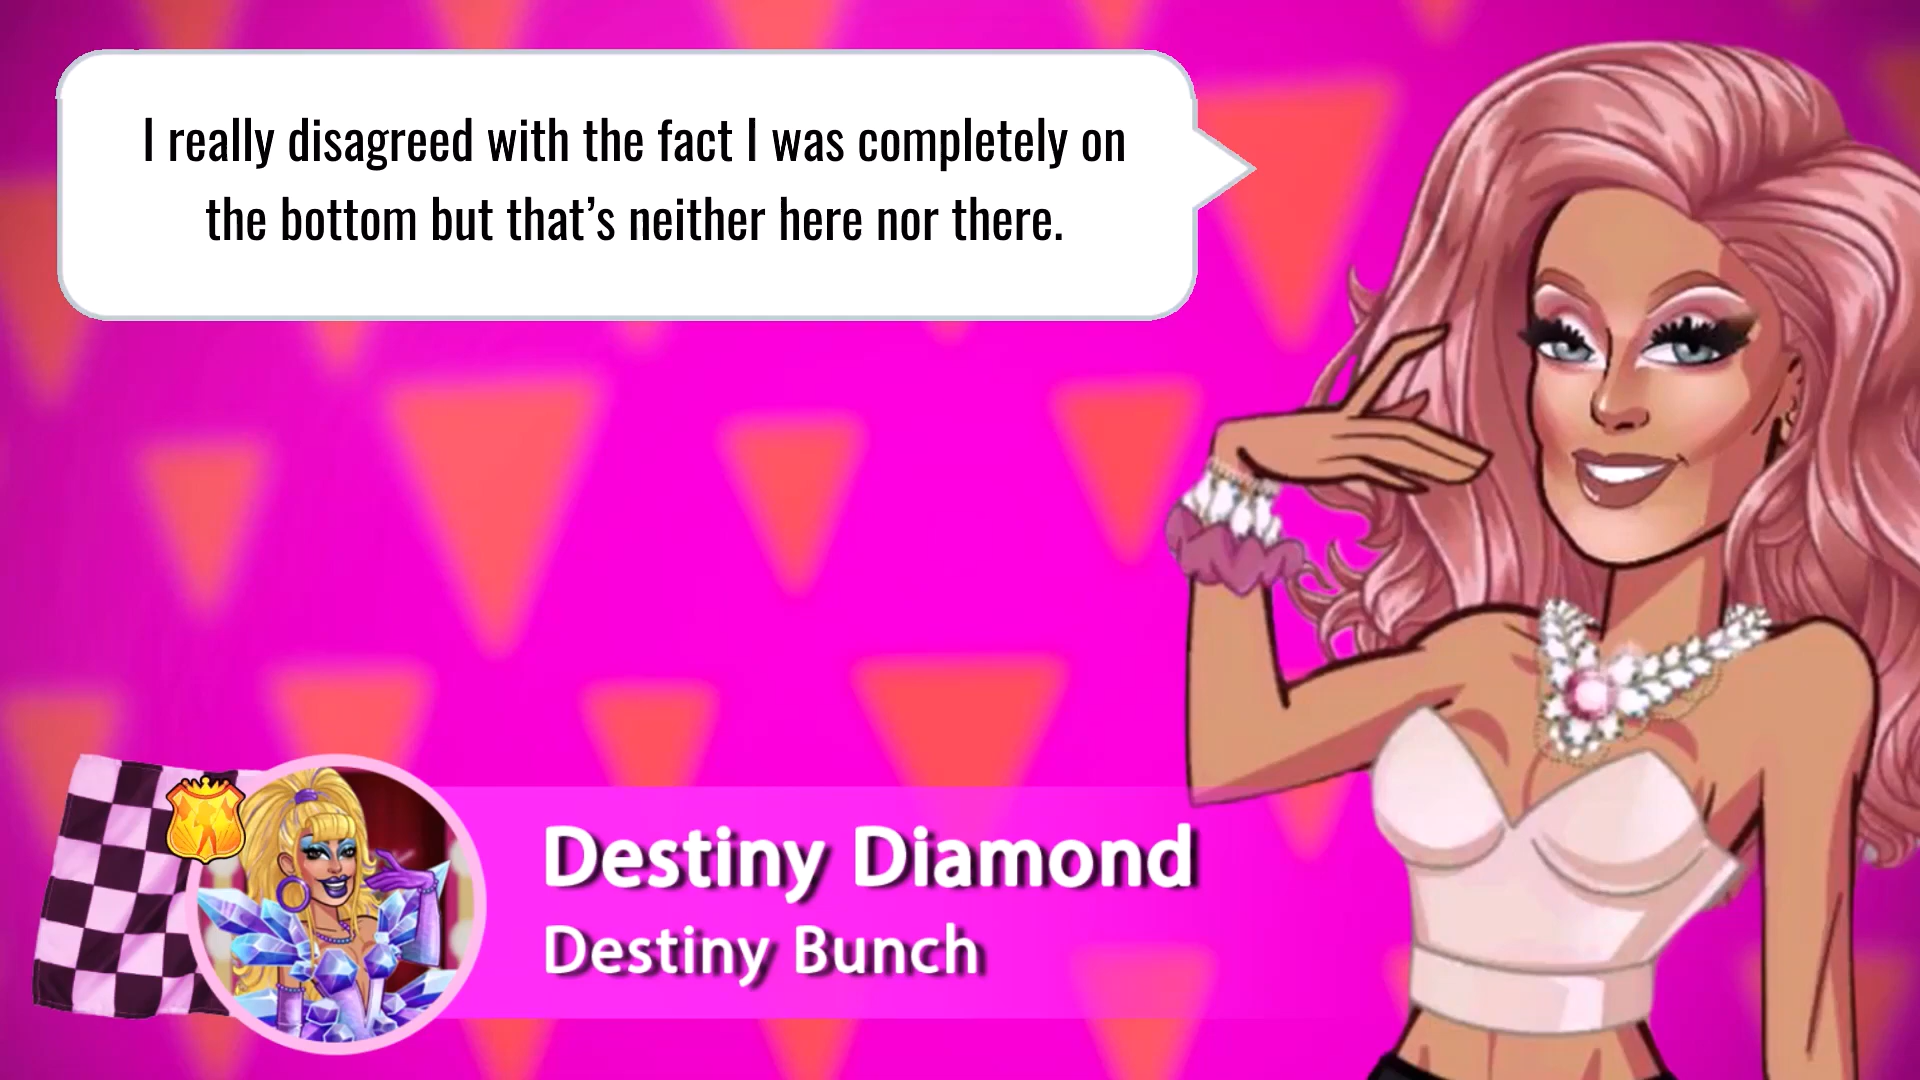 I really disagreed with the fact I was completely on
the bottom but that’s neither here nor there.
Destiny Diamond
Destiny Bunch